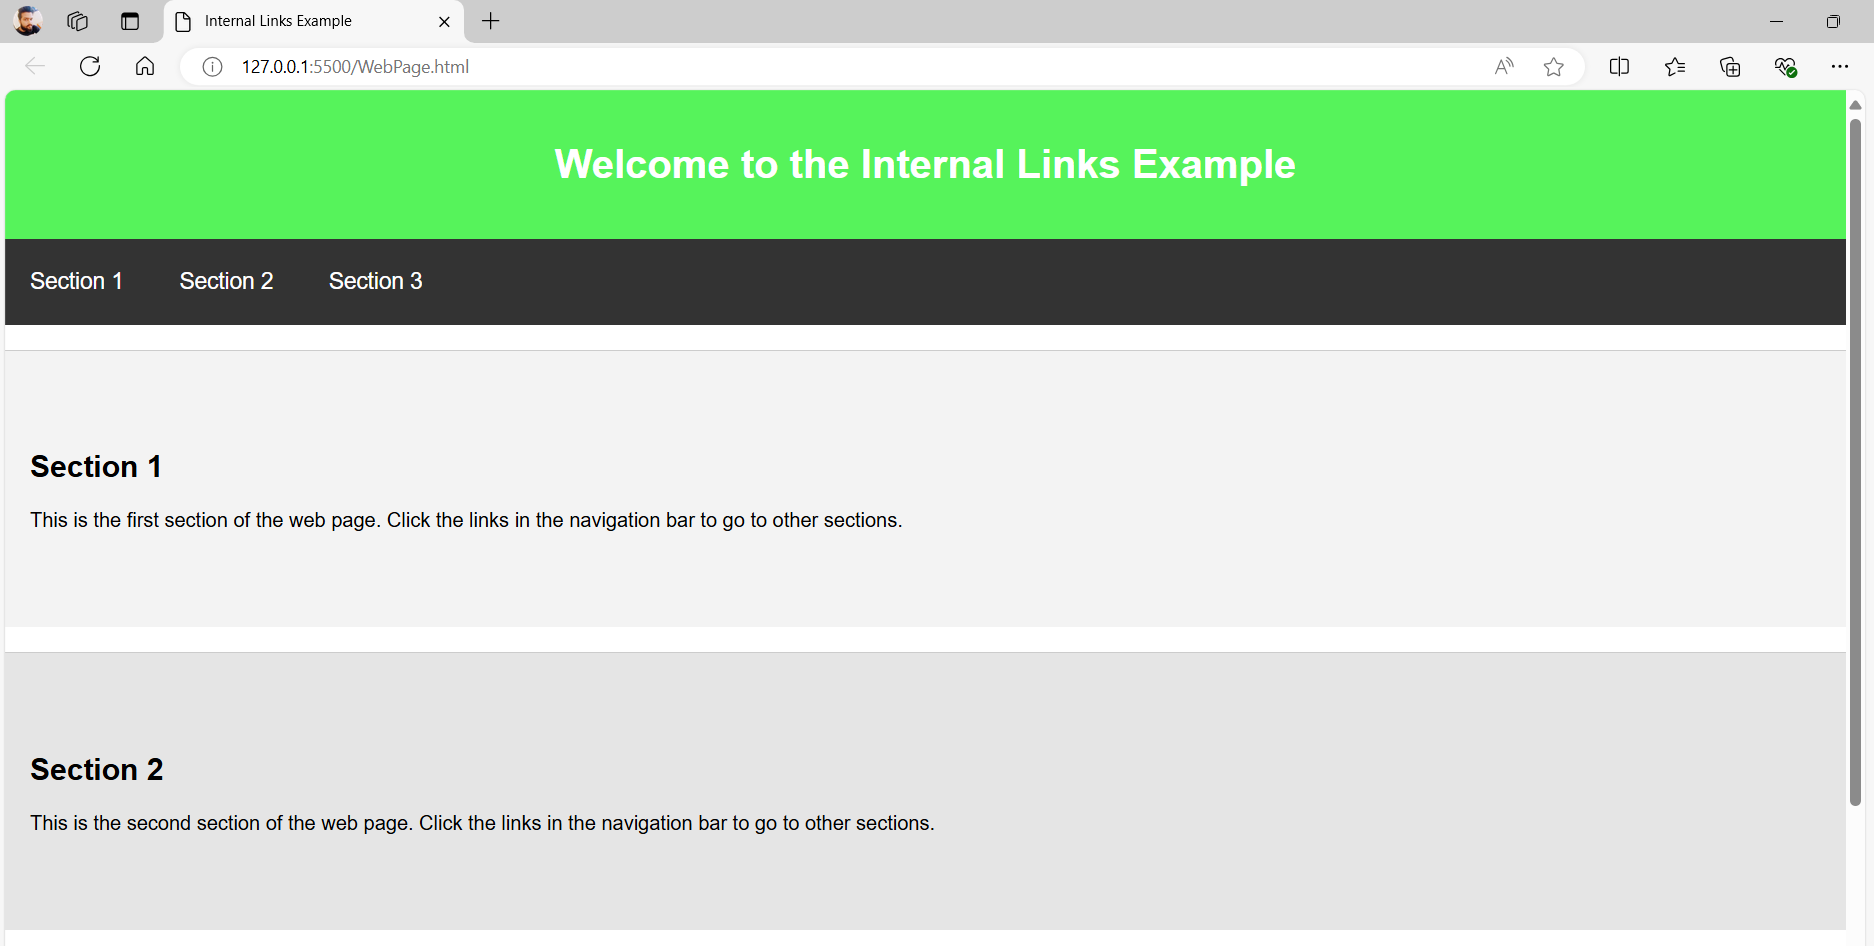 Internal Links Example
127.0.0.1:5500/WebPage.html
Welcome to the Internal Links Example
Section 1 Section 2 Section 3
Section 1
This is the first section of the web page. Click the links in the navigation bar to go to other sections.
Section 2
This is the second section of the web page. Click the links in the navigation bar to go to other sections.